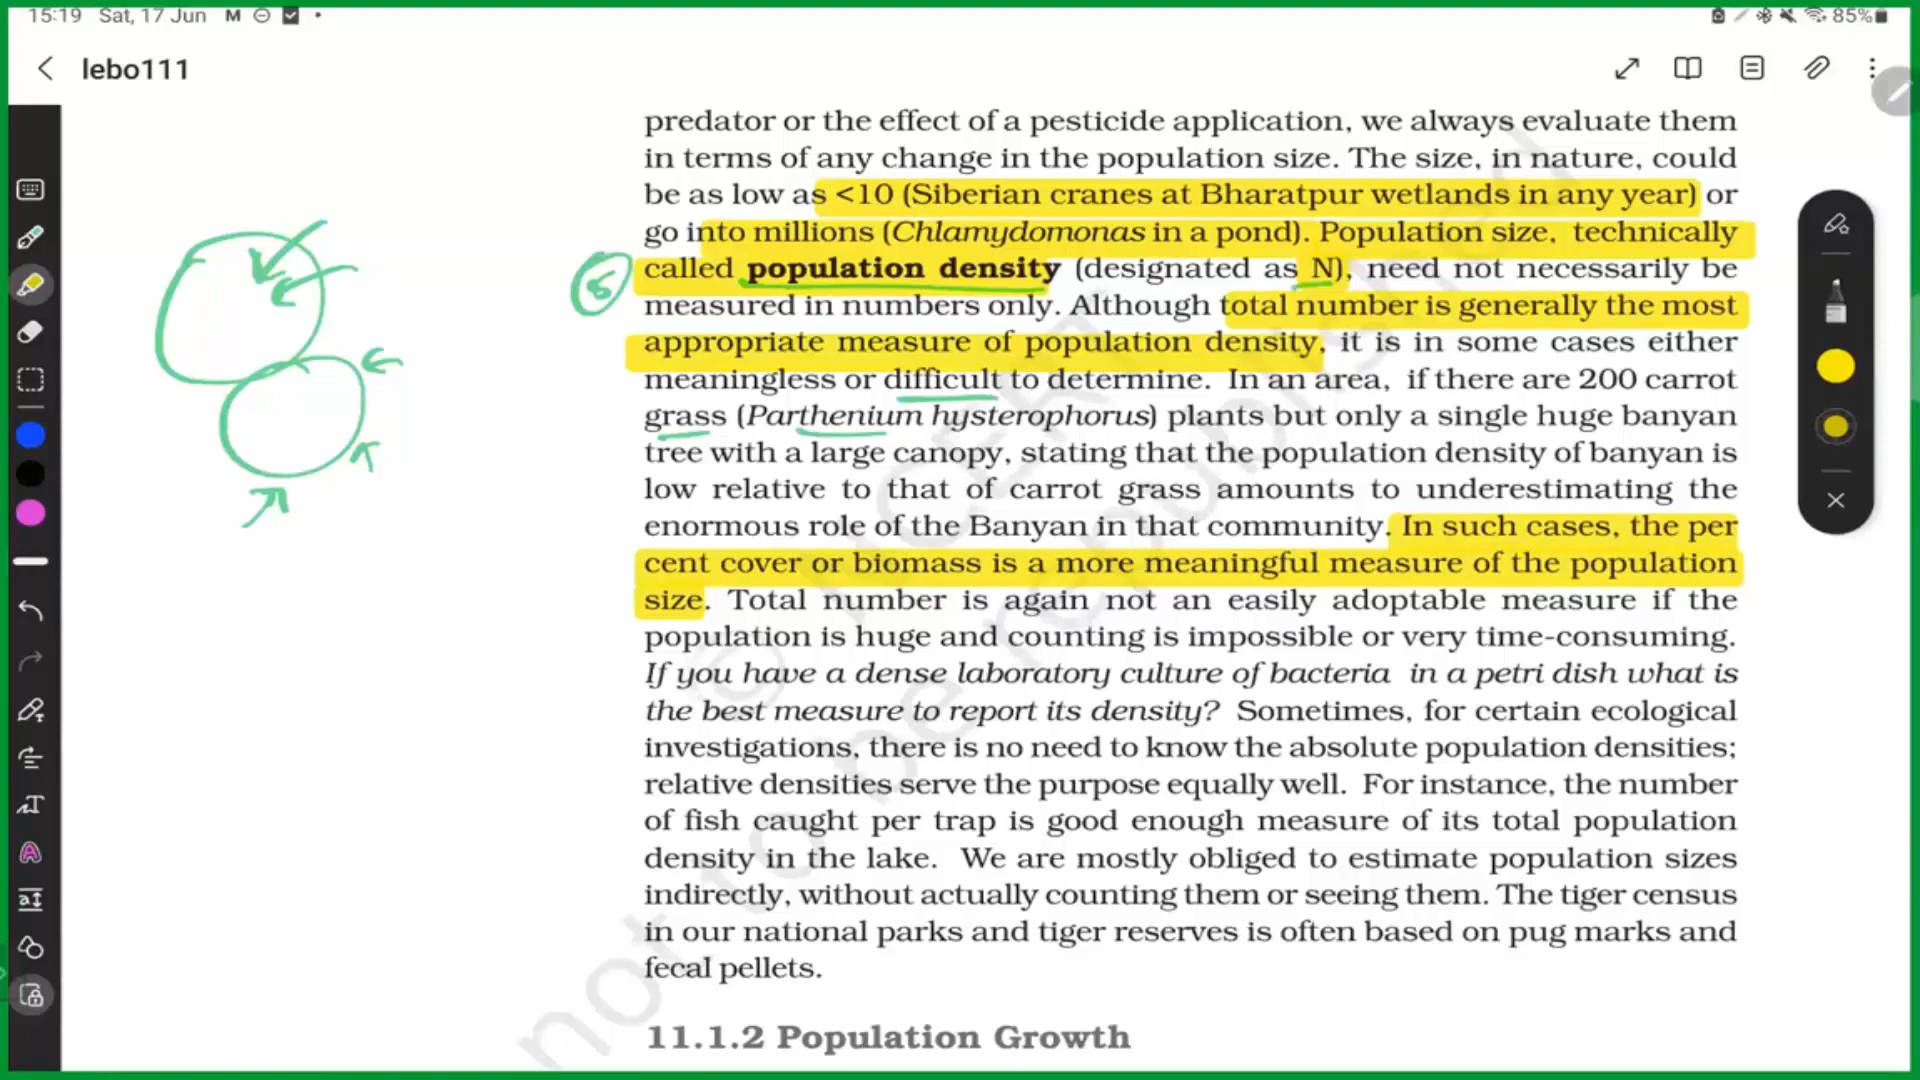 15:19 Sat, 17 Jun M 85%
lebo111
predator or the effect of a pesticide application, we always evaluate them
in terms of any change in the population size. The size, in nature, could
be as low as <10 (Siberian cranes at Bharatpur wetlands in any year) or
go into millions (Chlamydomonas in a pond). Population size, technically
called population density (designated as N), need not necessarily be
measured in numbers only. Although total number is generally the most
appropriate measure of population density, it is in some cases either
meaningless or difficult to determine. In an area, if there are 200 carrot
grass (Parthenium hysterophorus) plants but only a single huge banyan
tree with a large canopy, stating that the population density of banyan is
low relative to that of carrot grass amounts to underestimating the
enormous role of the Banyan in that community. In such cases, the per
cent cover or biomass is a more meaningful measure of the population
size. Total number is again not an easily adoptable measure if the
population is huge and counting is impossible or very time-consuming.
If you have a dense laboratory culture of bacteria in a petri dish what is
the best measure to report its density? Sometimes, for certain ecological
investigations, there is no need to know the absolute population densities;
relative densities serve the purpose equally well. For instance, the number
of fish caught per trap is good enough measure of its total population
density in the lake. We are mostly obliged to estimate population sizes
indirectly, without actually counting them or seeing them. The tiger census
in our national parks and tiger reserves is often based on pug marks and
fecal pellets.
11.1.2 Population Growth
© NCERT
not to be republished